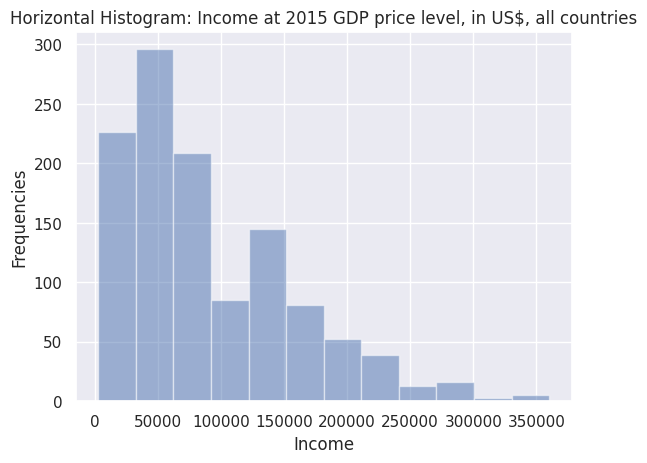 Horizontal Histogram: Income at 2015 GDP price level, in US$, all countries
300
250
200
150
100
50
0
Frequencies
0 50000 100000 150000 200000 250000 300000 350000
Income